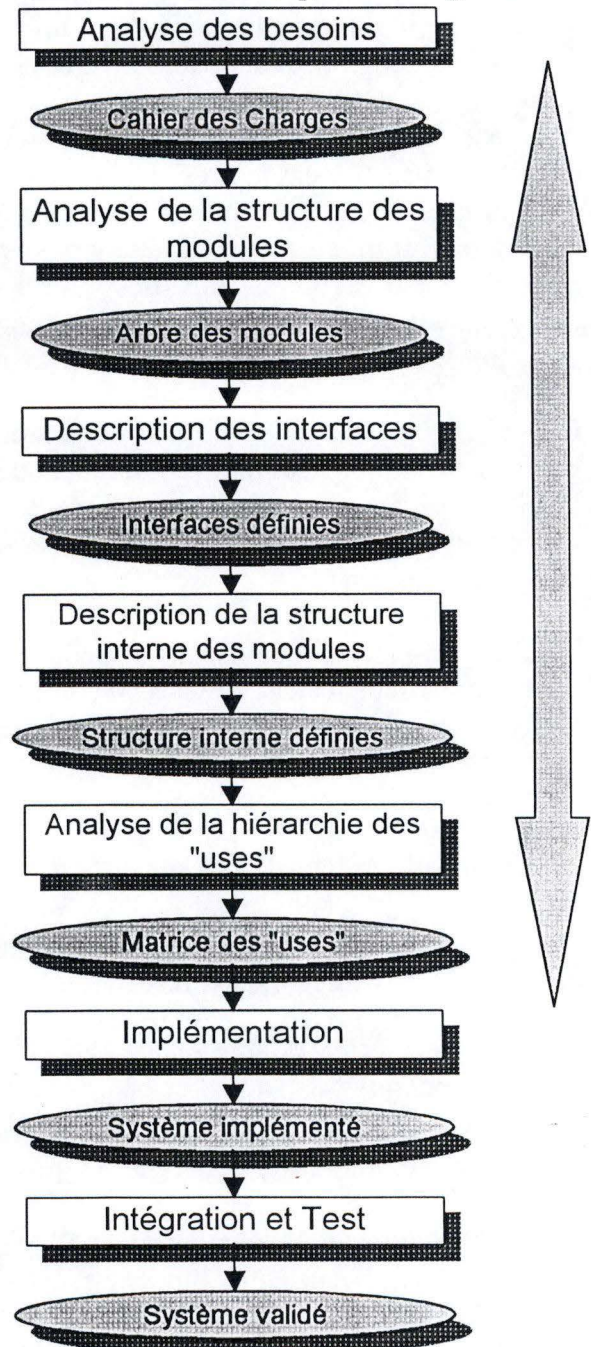 Analyse des besoins
Cahier des Charges
Analyse de la structure des
modules
Arbre des modules
Description des interfaces
Interfaces définies
Description de la structure
interne des modules
Structure interne définies
Analyse de la hiérarchie des
"uses"
Matrice des "uses"
Implémentation
Système implémenté
Intégration et Test
Système validé